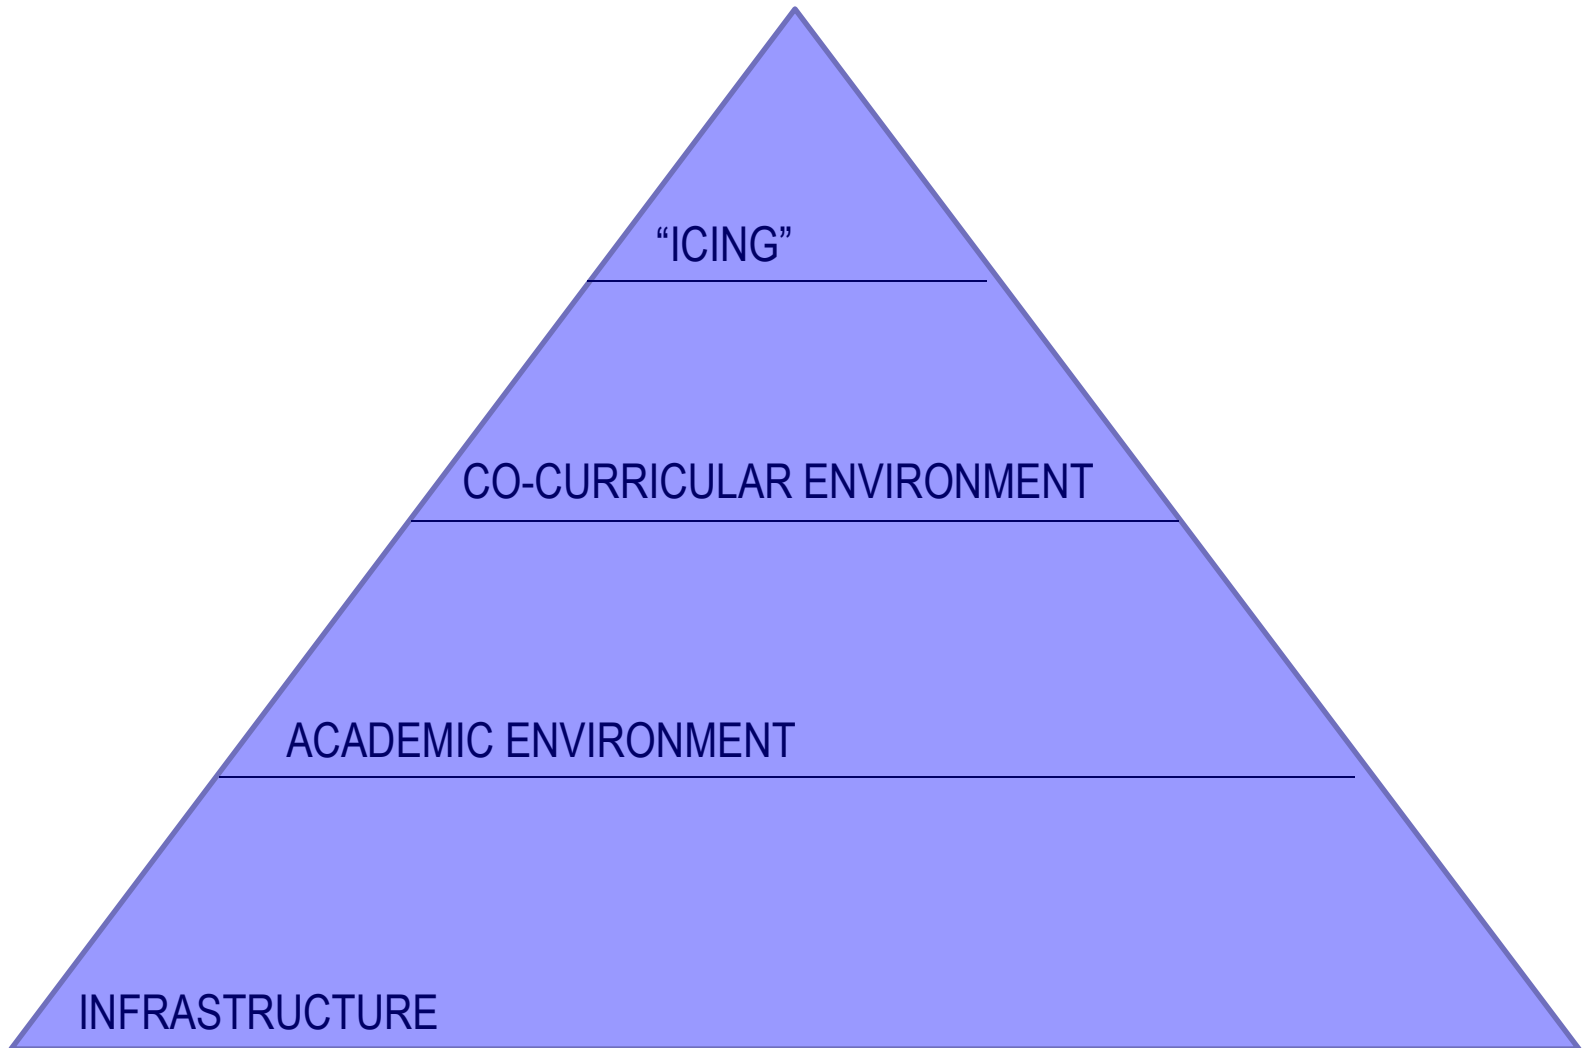 “ICING”
CO-CURRICULAR ENVIRONMENT
ACADEMIC ENVIRONMENT
INFRASTRUCTURE